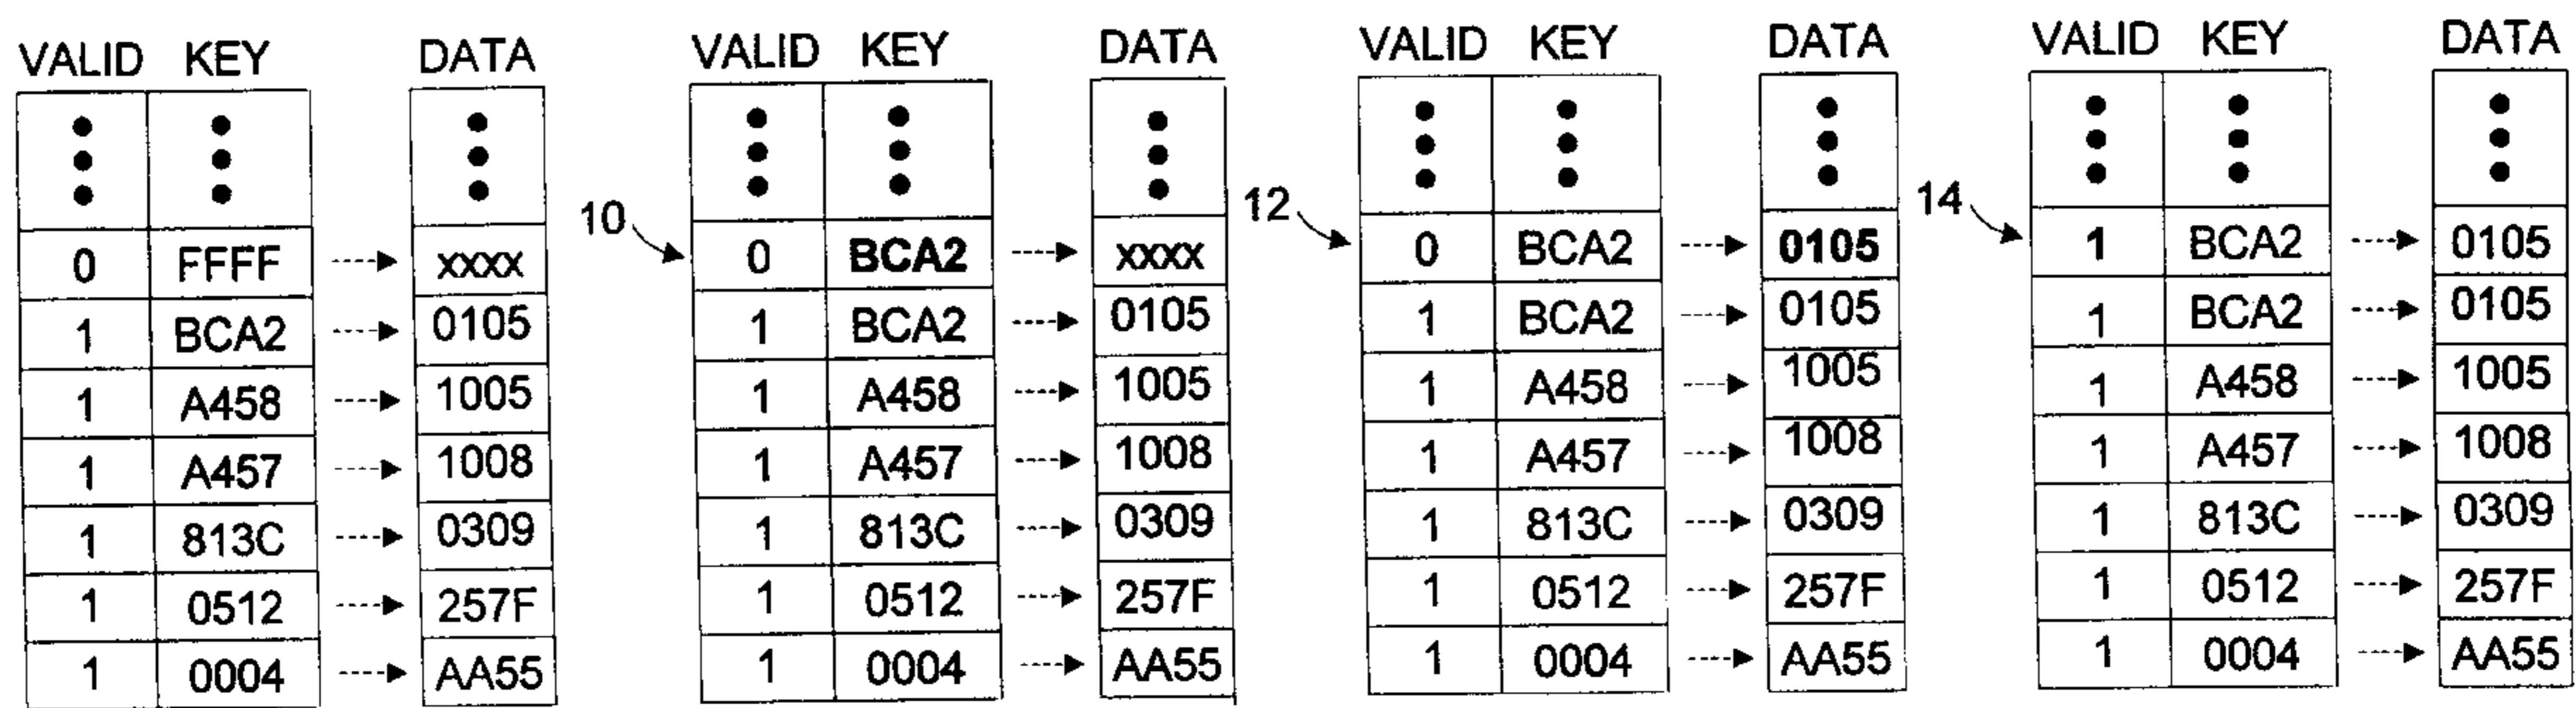 VALID KEY DATA
0 FFFF xxxx
1 BCA2 0105
1 A458 1005
1 A457 1008
1 813C 0309
1 0512 257F
1 0004 AA55
VALID KEY DATA
10
0 BCA2 xxxx
1 BCA2 0105
1 A458 1005
1 A457 1008
1 813C 0309
1 0512 257F
1 0004 AA55
VALID KEY DATA
12
0 BCA2 0105
1 BCA2 0105
1 A458 1005
1 A457 1008
1 813C 0309
1 0512 257F
1 0004 AA55
VALID KEY DATA
14
1 BCA2 0105
1 BCA2 0105
1 A458 1005
1 A457 1008
1 813C 0309
1 0512 257F
1 0004 AA55